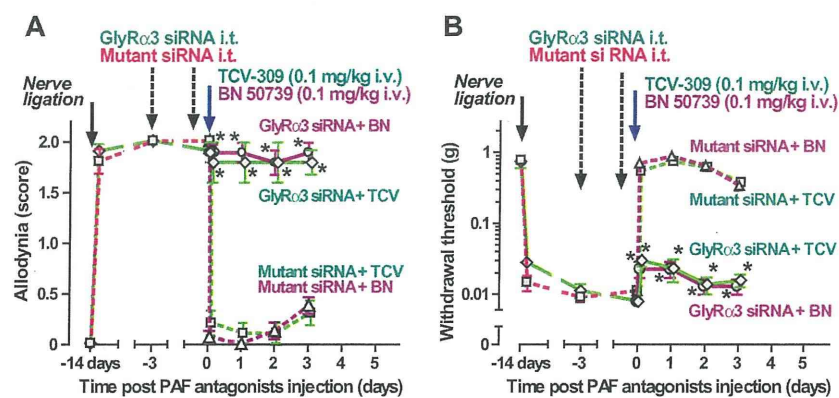 A
GlyRα3 siRNA i.t.
Mutant siRNA i.t.
Nerve
ligation
TCV-309 (0.1 mg/kg i.v.)
BN 50739 (0.1 mg/kg i.v.)
GlyRα3 siRNA+ BN
GlyRα3 siRNA+ TCV
Mutant siRNA+ TCV
Mutant siRNA+ BN
Allodynia (score)
2.0
1.5
1.0
0.5
0
-14 days
-3
0 1 2 3 4 5
Time post PAF antagonists injection (days)
B
GlyRα3 siRNA i.t.
Mutant si RNA i.t.
Nerve
ligation
TCV-309 (0.1 mg/kg i.v.)
BN 50739 (0.1 mg/kg i.v.)
Mutant siRNA + BN
Mutant siRNA + TCV
GlyRα3 siRNA + TCV
GlyRα3 siRNA + BN
Withdrawal threshold (g)
1
0.1
0.01
0
-14 days
-3
0 1 2 3 4 5
Time post PAF antagonists injection (days)